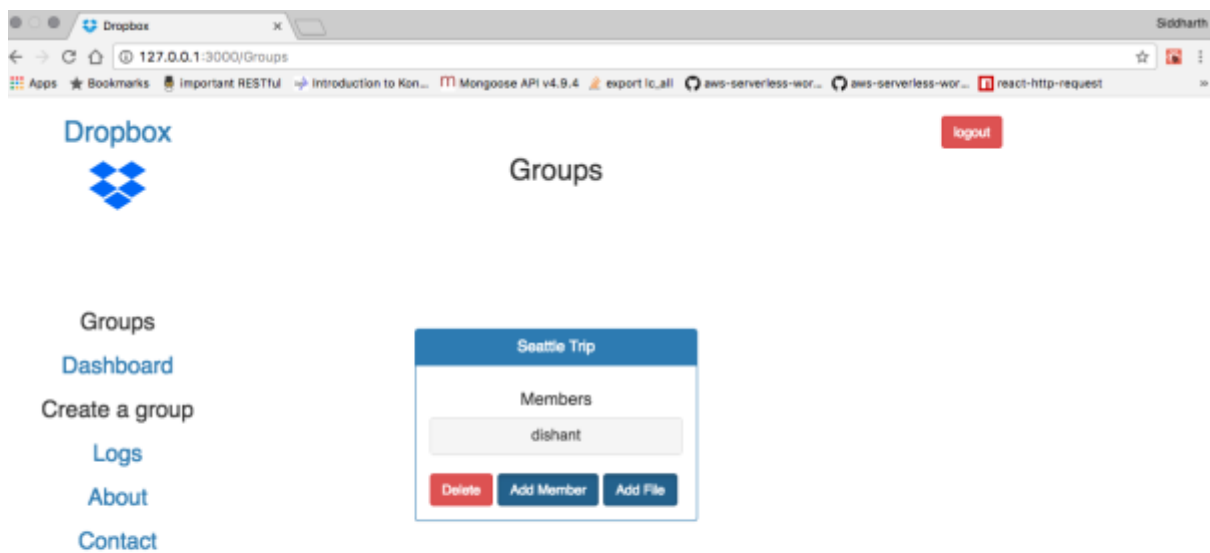 Dropbox
Siddharth
127.0.0.1:3000/Groups
Apps Bookmarks important RESTful Introduction to Kon... Mongoose API v4.9.4 export lc_all aws-serverless-wor... aws-serverless-wor... react-http-request
Dropbox
logout
Groups
Groups
Dashboard
Create a group
Logs
About
Contact
Seattle Trip
Members
dishant
Delete Add Member Add File